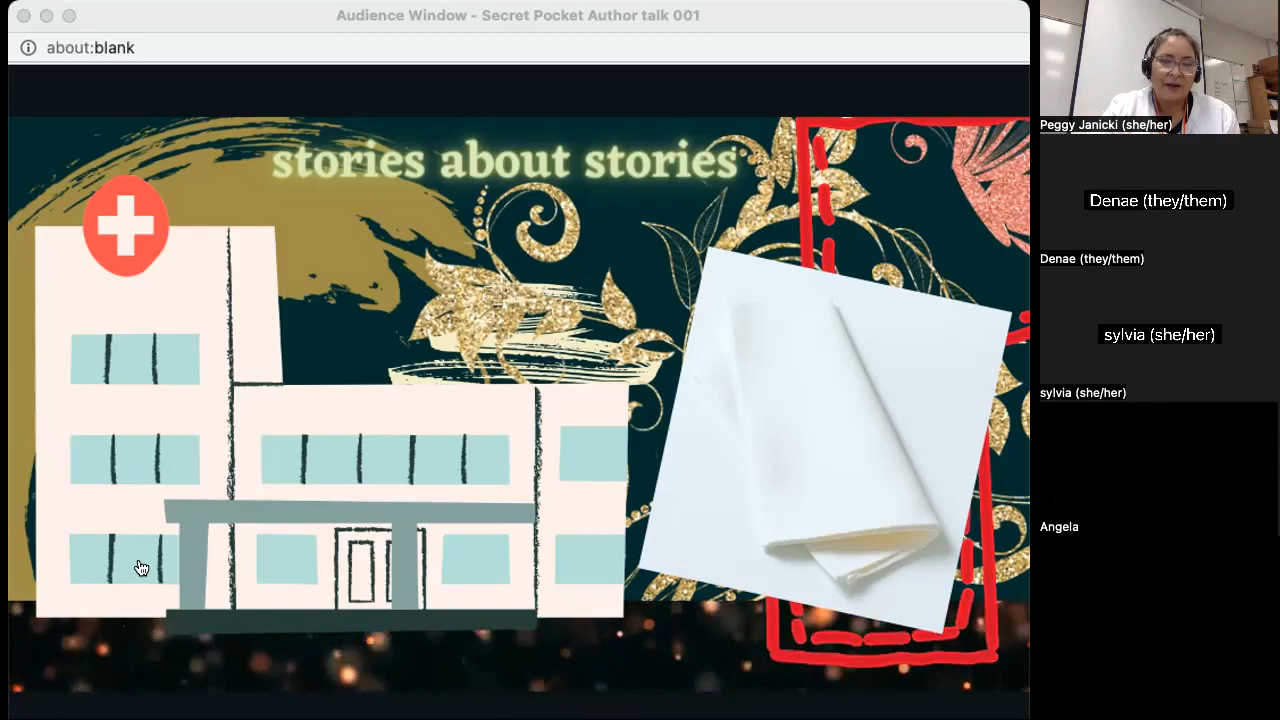 Audience Window - Secret Pocket Author talk 001
about:blank
stories about stories
Peggy Janicki (she/her)
Denae (they/them)
Denae (they/them)
sylvia (she/her)
sylvia (she/her)
Angela